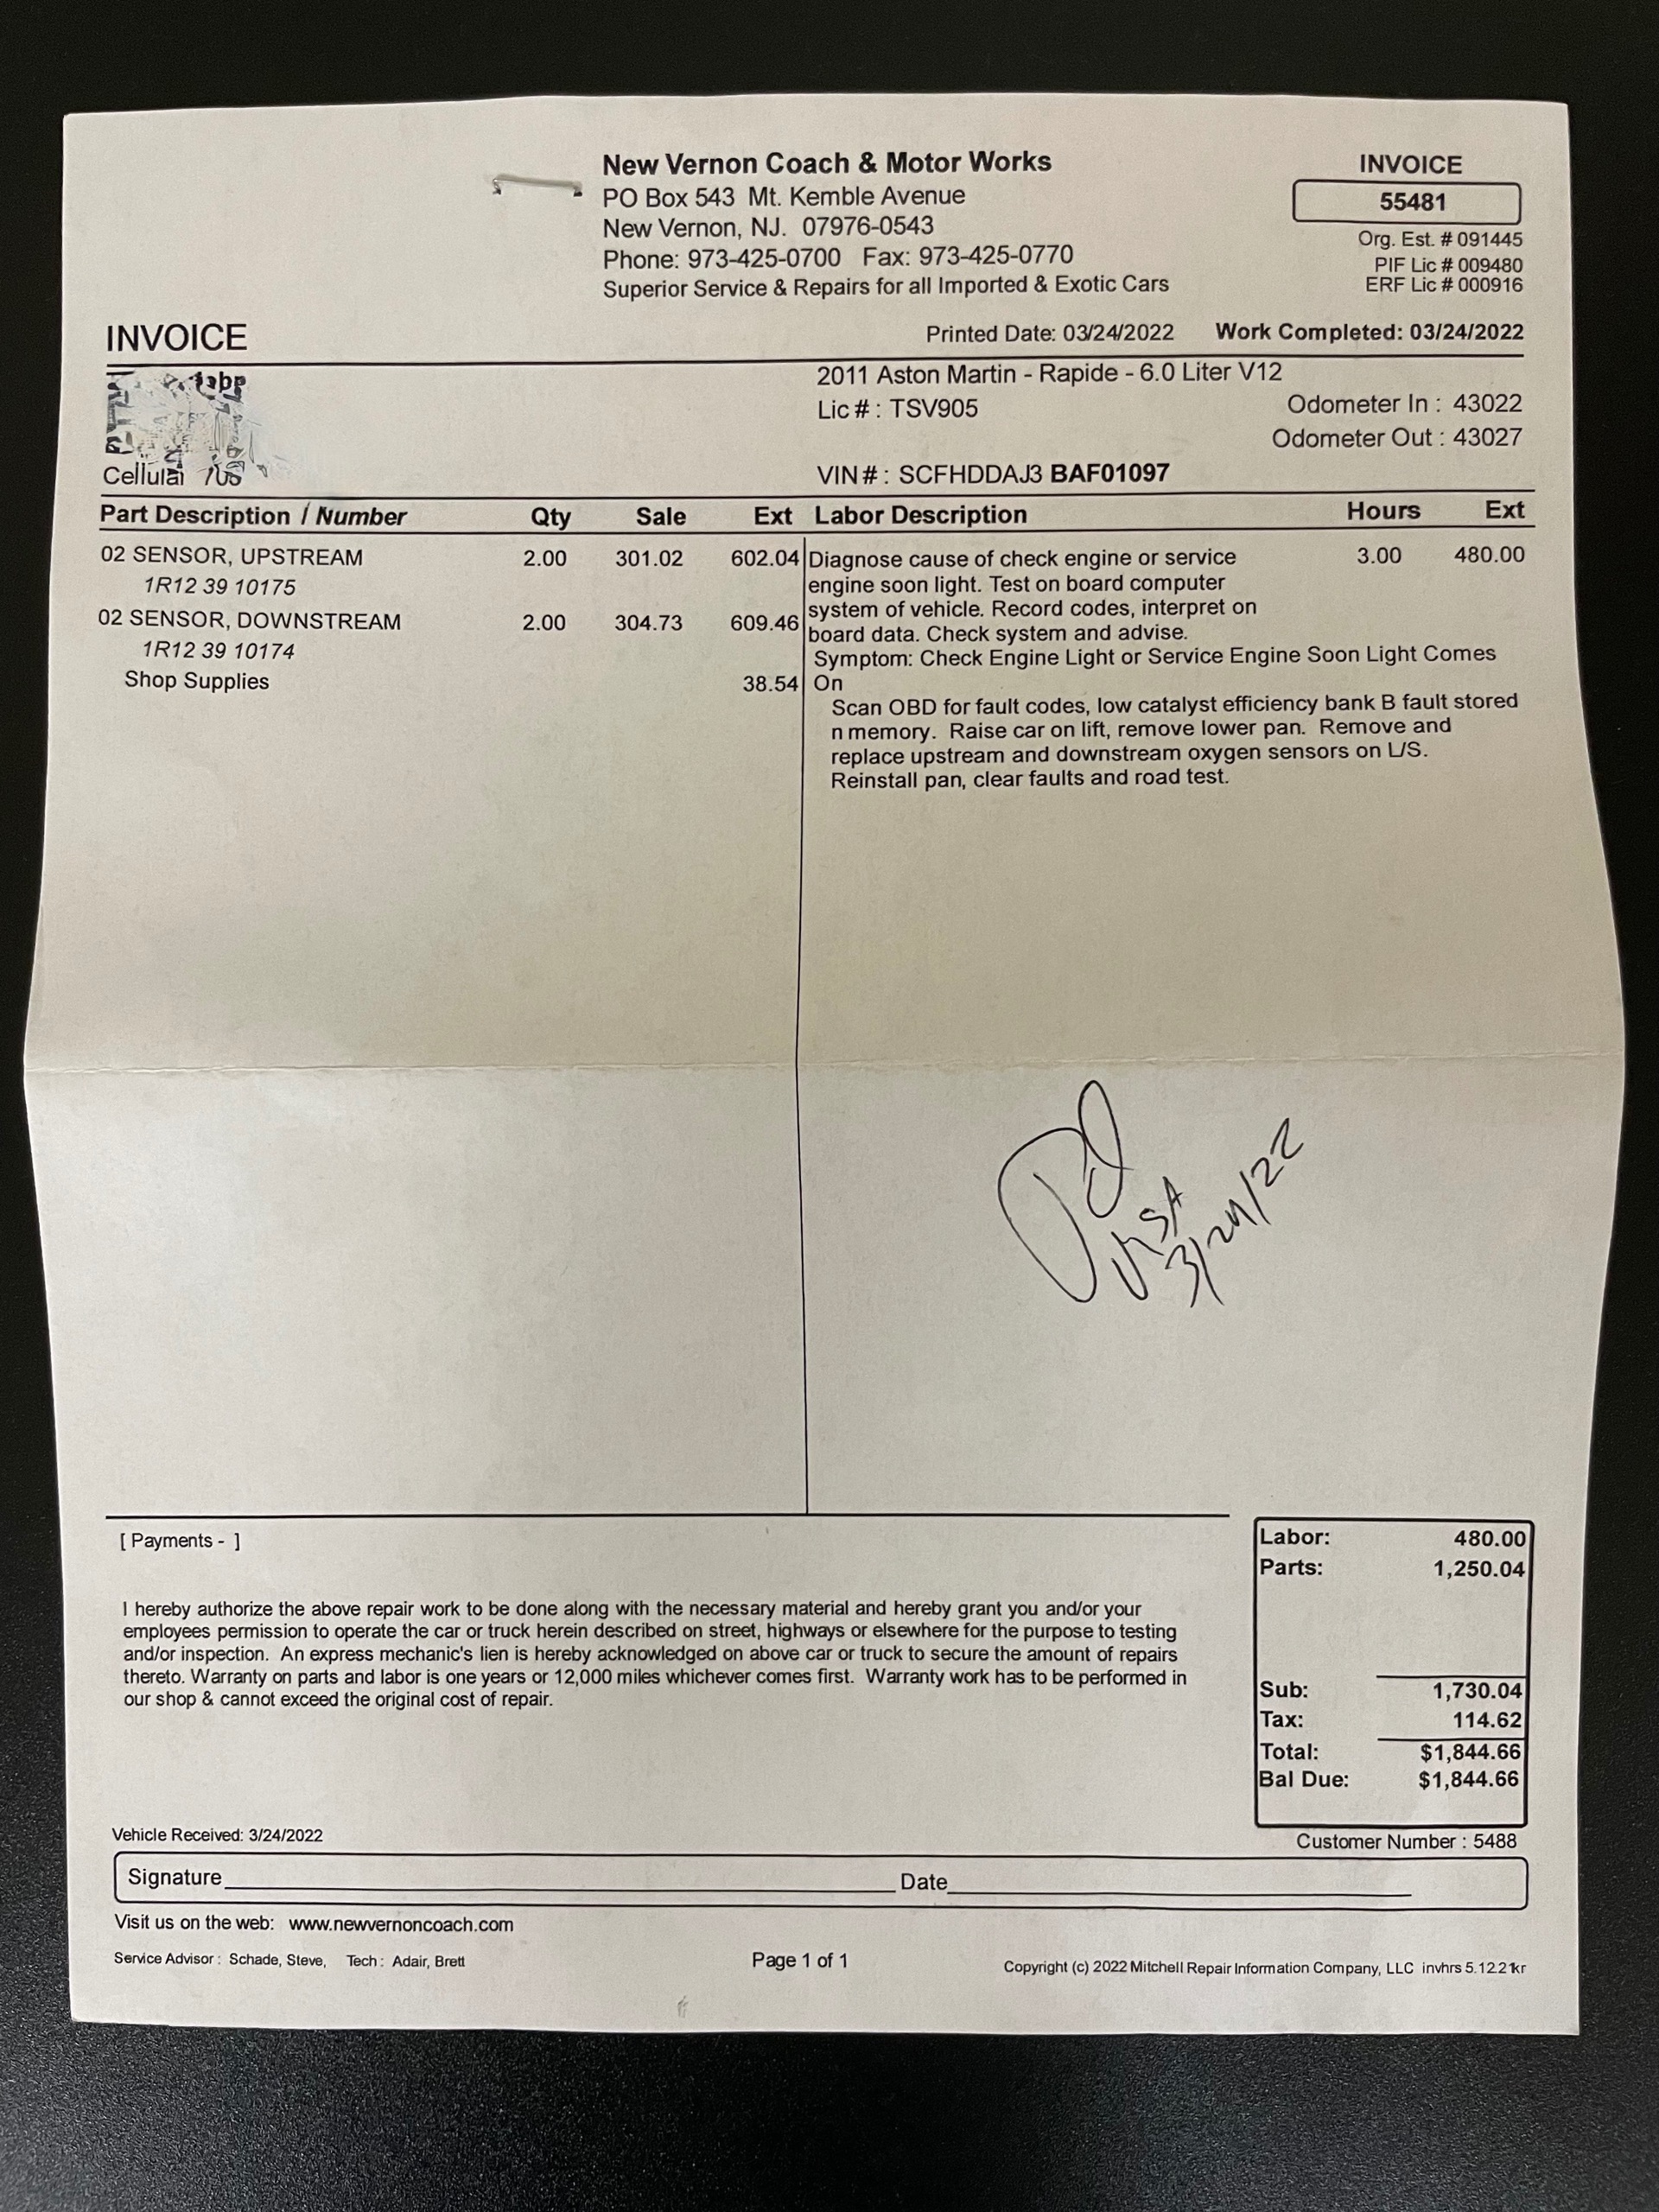 New Vernon Coach & Motor Works
PO Box 543 Mt. Kemble Avenue
New Vernon, NJ. 07976-0543
Phone: 973-425-0700 Fax: 973-425-0770
Superior Service & Repairs for all Imported & Exotic Cars
INVOICE
55481
Org. Est. # 091445
PIF Lic # 009480
ERF Lic # 000916
INVOICE
Printed Date: 03/24/2022 Work Completed: 03/24/2022
2011 Aston Martin - Rapide - 6.0 Liter V12
Lic # : TSV905
Odometer In : 43022
Odometer Out : 43027
Cellular
VIN # : SCFHDDAJ3 BAF01097
Part Description / Number Qty Sale Ext Labor Description Hours Ext
02 SENSOR, UPSTREAM 2.00 301.02 602.04
1R12 39 10175
02 SENSOR, DOWNSTREAM 2.00 304.73 609.46
1R12 39 10174
Shop Supplies 38.54
Diagnose cause of check engine or service 3.00 480.00
engine soon light. Test on board computer
system of vehicle. Record codes, interpret on
board data. Check system and advise.
Symptom: Check Engine Light or Service Engine Soon Light Comes
On
Scan OBD for fault codes, low catalyst efficiency bank B fault stored
n memory. Raise car on lift, remove lower pan. Remove and
replace upstream and downstream oxygen sensors on L/S.
Reinstall pan, clear faults and road test.
Pd
VISA
3/24/22
[ Payments - ]
I hereby authorize the above repair work to be done along with the necessary material and hereby grant you and/or your
employees permission to operate the car or truck herein described on street, highways or elsewhere for the purpose to testing
and/or inspection. An express mechanic's lien is hereby acknowledged on above car or truck to secure the amount of repairs
thereto. Warranty on parts and labor is one years or 12,000 miles whichever comes first. Warranty work has to be performed in
our shop & cannot exceed the original cost of repair.
Labor: 480.00
Parts: 1,250.04
Sub: 1,730.04
Tax: 114.62
Total: $1,844.66
Bal Due: $1,844.66
Vehicle Received: 3/24/2022
Customer Number : 5488
Signature Date
Visit us on the web: www.newvernoncoach.com
Service Advisor : Schade, Steve, Tech : Adair, Brett
Page 1 of 1
Copyright (c) 2022 Mitchell Repair Information Company, LLC invhrs 5.12.21kr